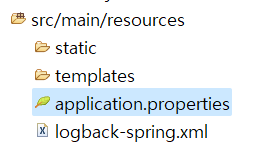 src/main/resources
static
templates
application.properties
logback-spring.xml